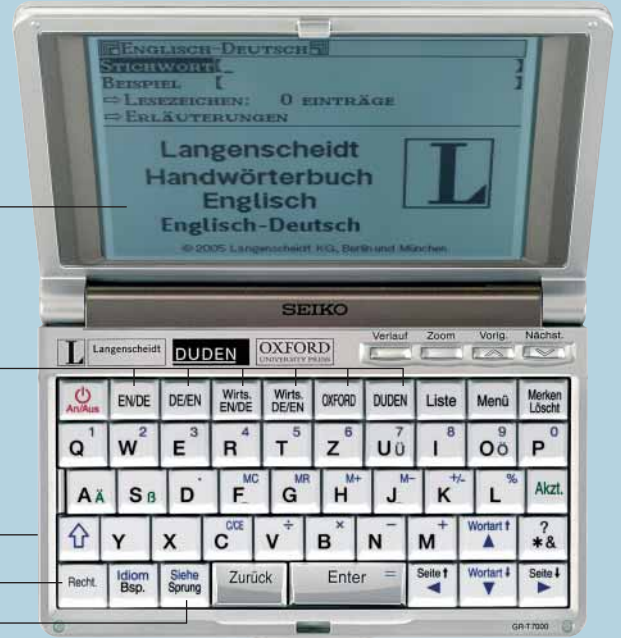 ENGLISCH-DEUTSCH
STICHWORT[_ ]
BEISPIEL [ ]
⇨LESEZEICHEN: 0 EINTRÄGE
⇨ERLÄUTERUNGEN
Langenscheidt
Handwörterbuch
Englisch
Englisch-Deutsch
© 2005 Langenscheidt KG, Berlin und München
L
SEIKO
L Langenscheidt DUDEN OXFORD UNIVERSITY PRESS
Verlauf Zoom Vorig. Nächst.
An/Aus EN/DE DE/EN Wirts. EN/DE Wirts. DE/EN OXFORD DUDEN Liste Menü Merken Löscht
Q 1 W 2 E 3 R 4 T 5 Z 6 U Ü 7 I 8 O Ö 9 P 0
A Ä S ß D . F MC G MR H M+ J M- K +/- L % Akzt.
Y X C C/CE V ÷ B × N − M + Wortart ↑ ▲ ? * &
Recht. Idiom Bsp. Siehe Sprung Zurück Enter = Seite ↑ ◀ Wortart ↓ ▼ Seite ↓ ▶
GR-T7000